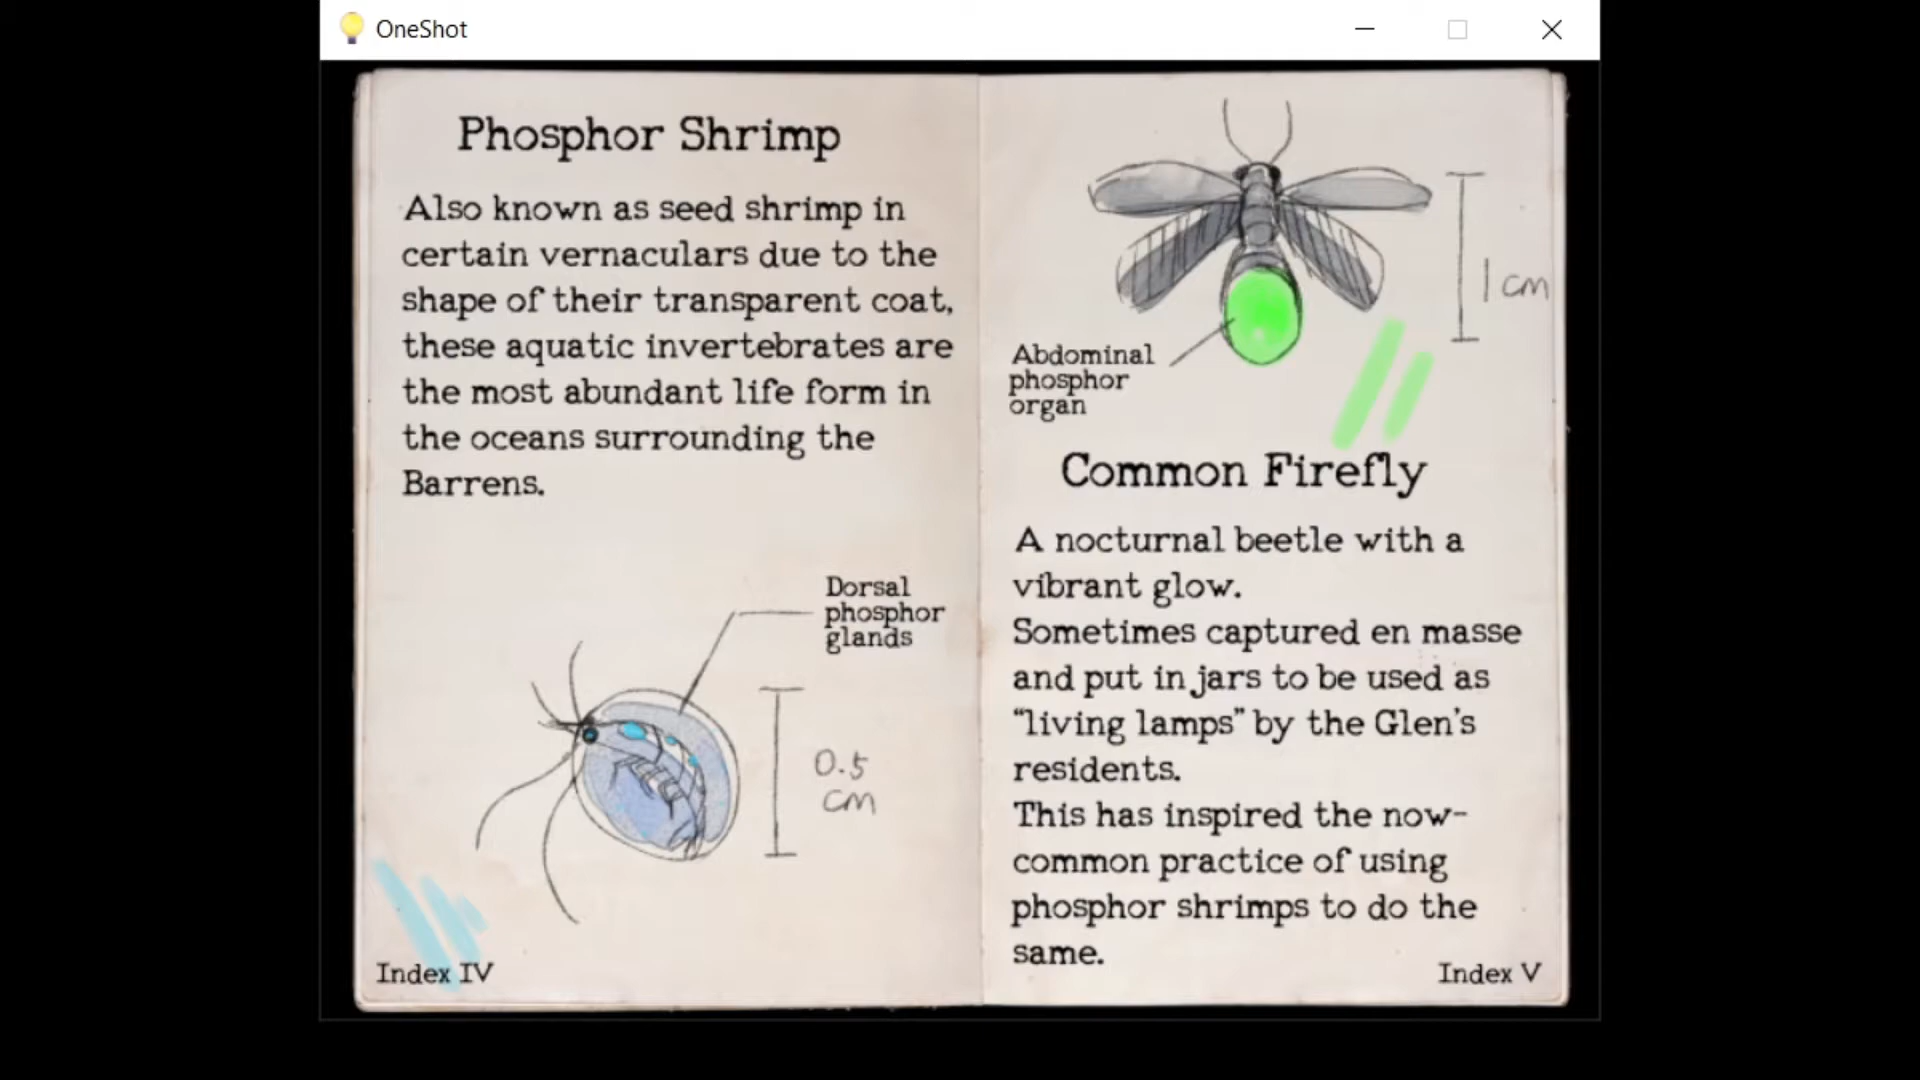 OneShot
Phosphor Shrimp
Also known as seed shrimp in
certain vernaculars due to the
shape of their transparent coat,
these aquatic invertebrates are
the most abundant life form in
the oceans surrounding the
Barrens.
Dorsal
phosphor
glands
0.5
cm
Index IV
1 cm
Abdominal
phosphor
organ
Common Firefly
A nocturnal beetle with a
vibrant glow.
Sometimes captured en masse
and put in jars to be used as
“living lamps” by the Glen's
residents.
This has inspired the now-
common practice of using
phosphor shrimps to do the
same.
Index V